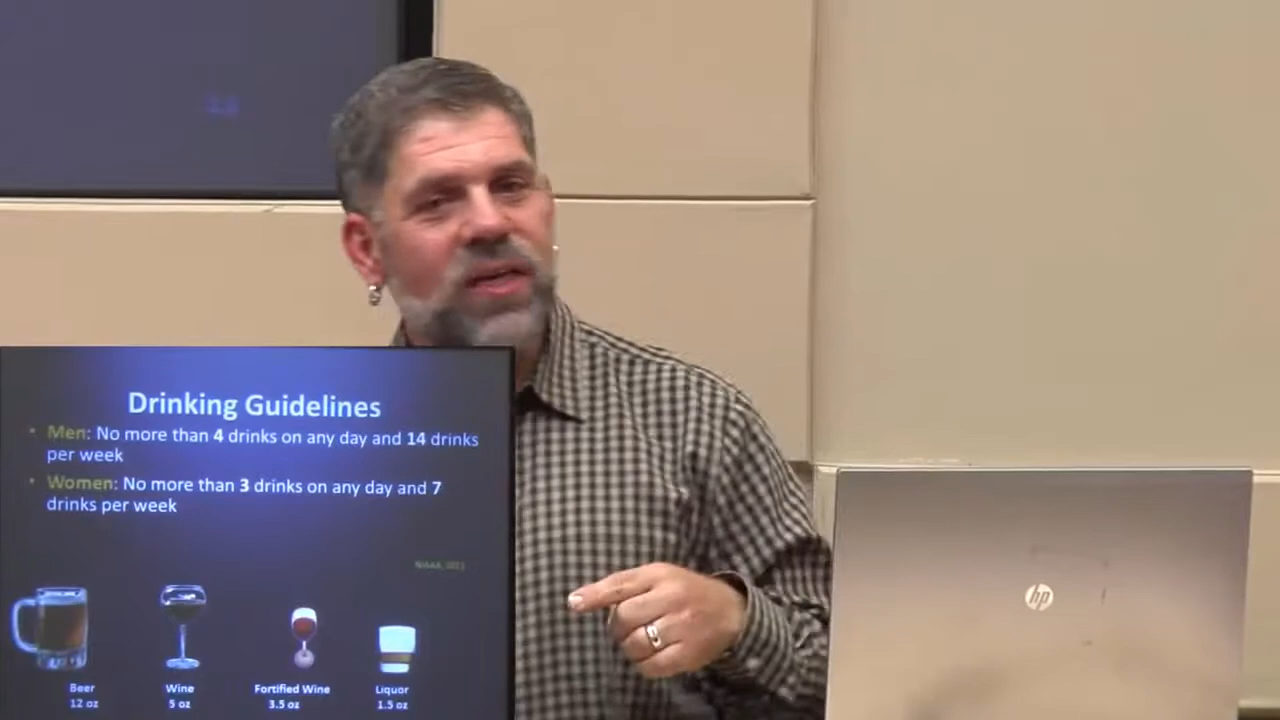 Drinking Guidelines
• Men: No more than 4 drinks on any day and 14 drinks
per week
• Women: No more than 3 drinks on any day and 7
drinks per week
Beer
12 oz
Wine
5 oz
Fortified Wine
3.5 oz
Liquor
1.5 oz
hp